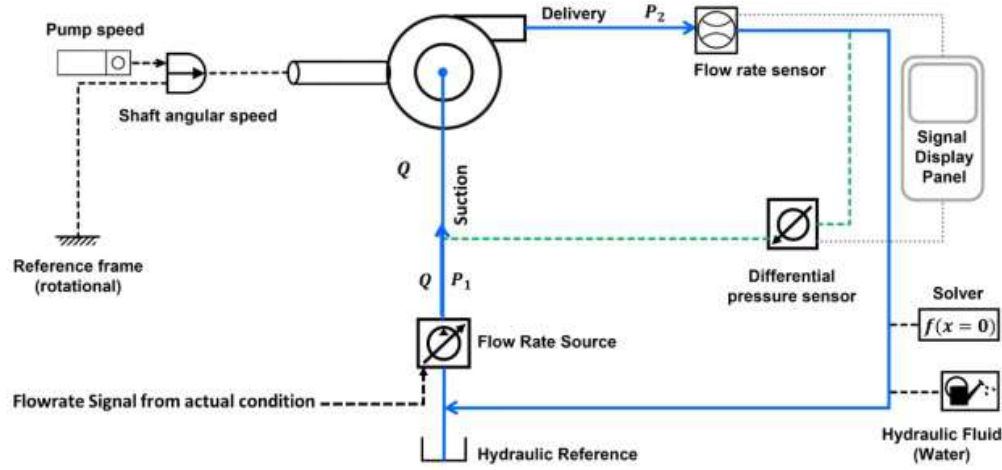 Delivery
P₂
Pump speed
Flow rate sensor
Shaft angular speed
Signal
Display
Panel
Q
Suction
Reference frame
(rotational)
Q
P₁
Differential
pressure sensor
Solver
f(x = 0)
Flow Rate Source
Flowrate Signal from actual condition
Hydraulic Reference
Hydraulic Fluid
(Water)